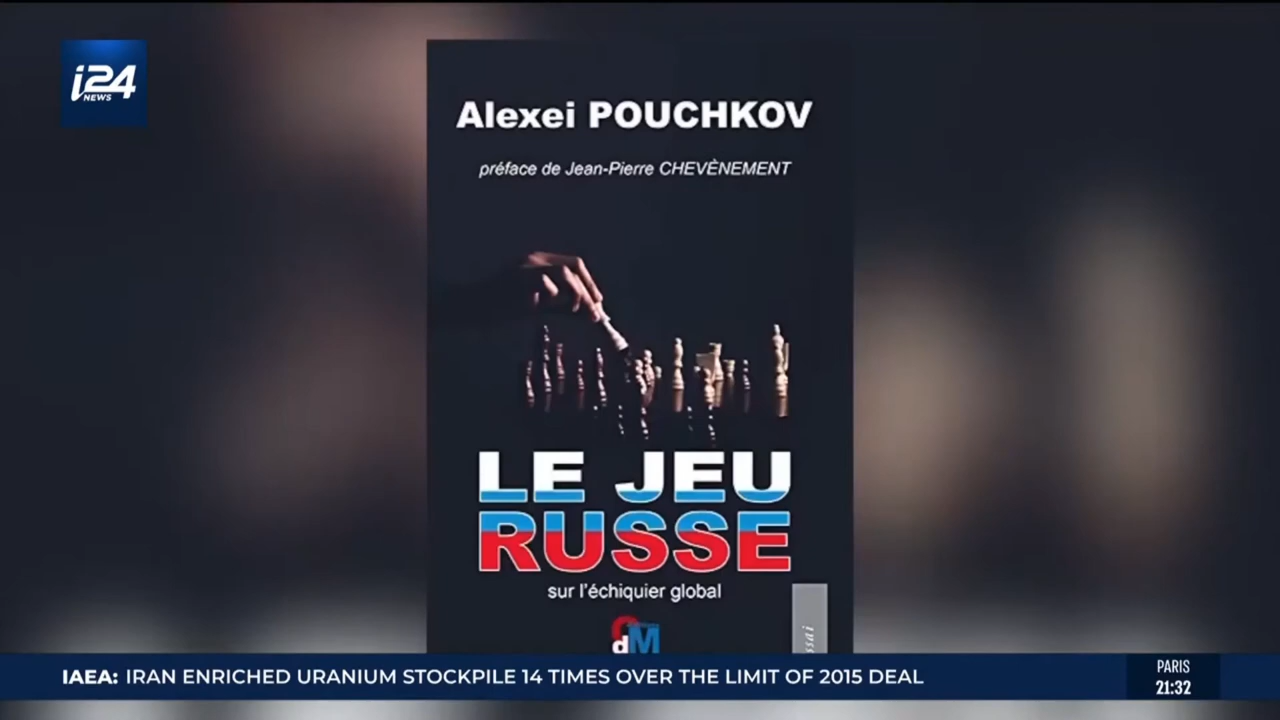 i24
NEWS
Alexei POUCHKOV
préface de Jean-Pierre CHEVÈNEMENT
LE JEU
RUSSE
sur l'échiquier global
dM
IAEA: IRAN ENRICHED URANIUM STOCKPILE 14 TIMES OVER THE LIMIT OF 2015 DEAL
PARIS
21:32